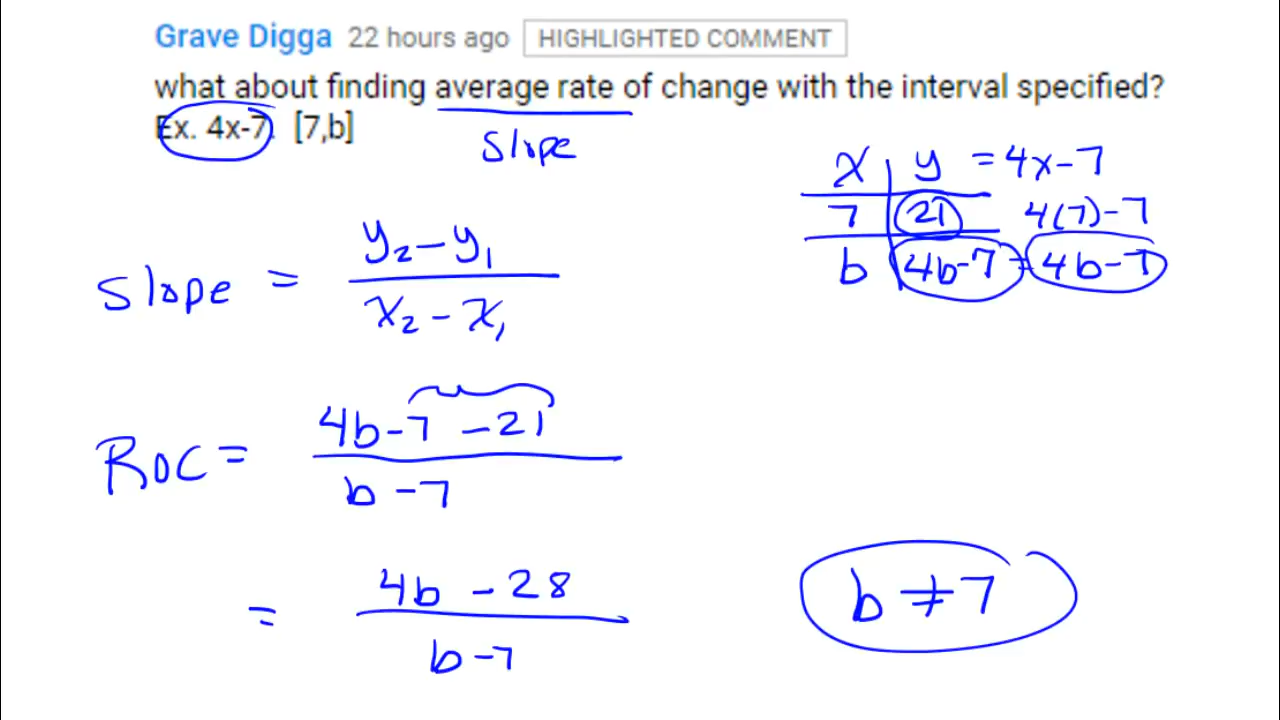 Grave Digga 22 hours ago HIGHLIGHTED COMMENT
what about finding average rate of change with the interval specified?
Ex. 4x-7. [7,b]
slope
x | y = 4x-7
7 | 21 4(7)-7
b | 4b-7 = 4b-7
slope = y₂-y₁
x₂-x₁
ROC = 4b-7 -21
b-7
= 4b-28
b-7
b≠7